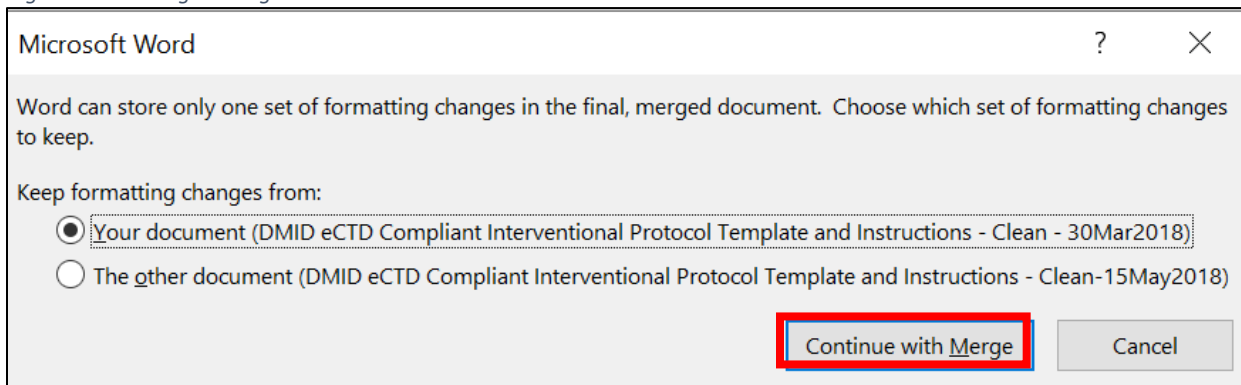 Microsoft Word
?
Word can store only one set of formatting changes in the final, merged document. Choose which set of formatting changes
to keep.
Keep formatting changes from:
Your document (DMID eCTD Compliant Interventional Protocol Template and Instructions - Clean - 30Mar2018)
The other document (DMID eCTD Compliant Interventional Protocol Template and Instructions - Clean-15May2018)
Continue with Merge
Cancel